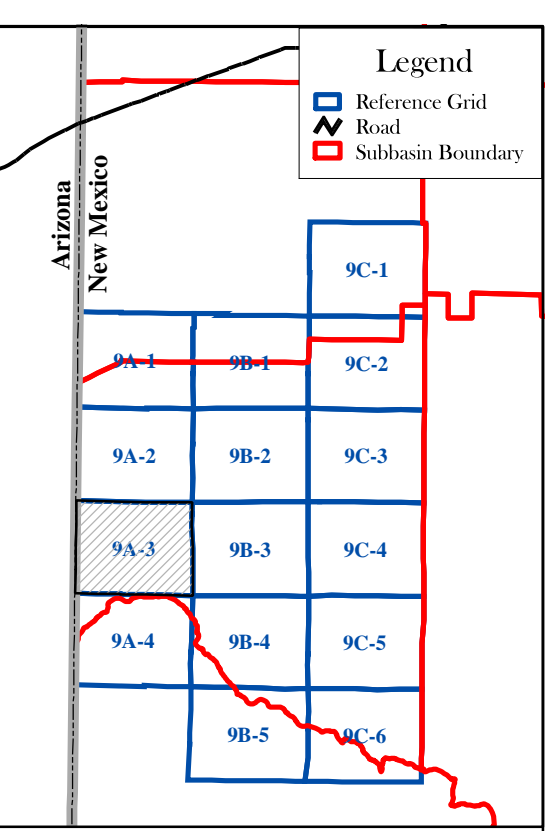 Legend
Reference Grid
Road
Subbasin Boundary
Arizona
New Mexico
9C-1
9A-1 9B-1 9C-2
9A-2 9B-2 9C-3
9A-3 9B-3 9C-4
9A-4 9B-4 9C-5
9B-5 9C-6